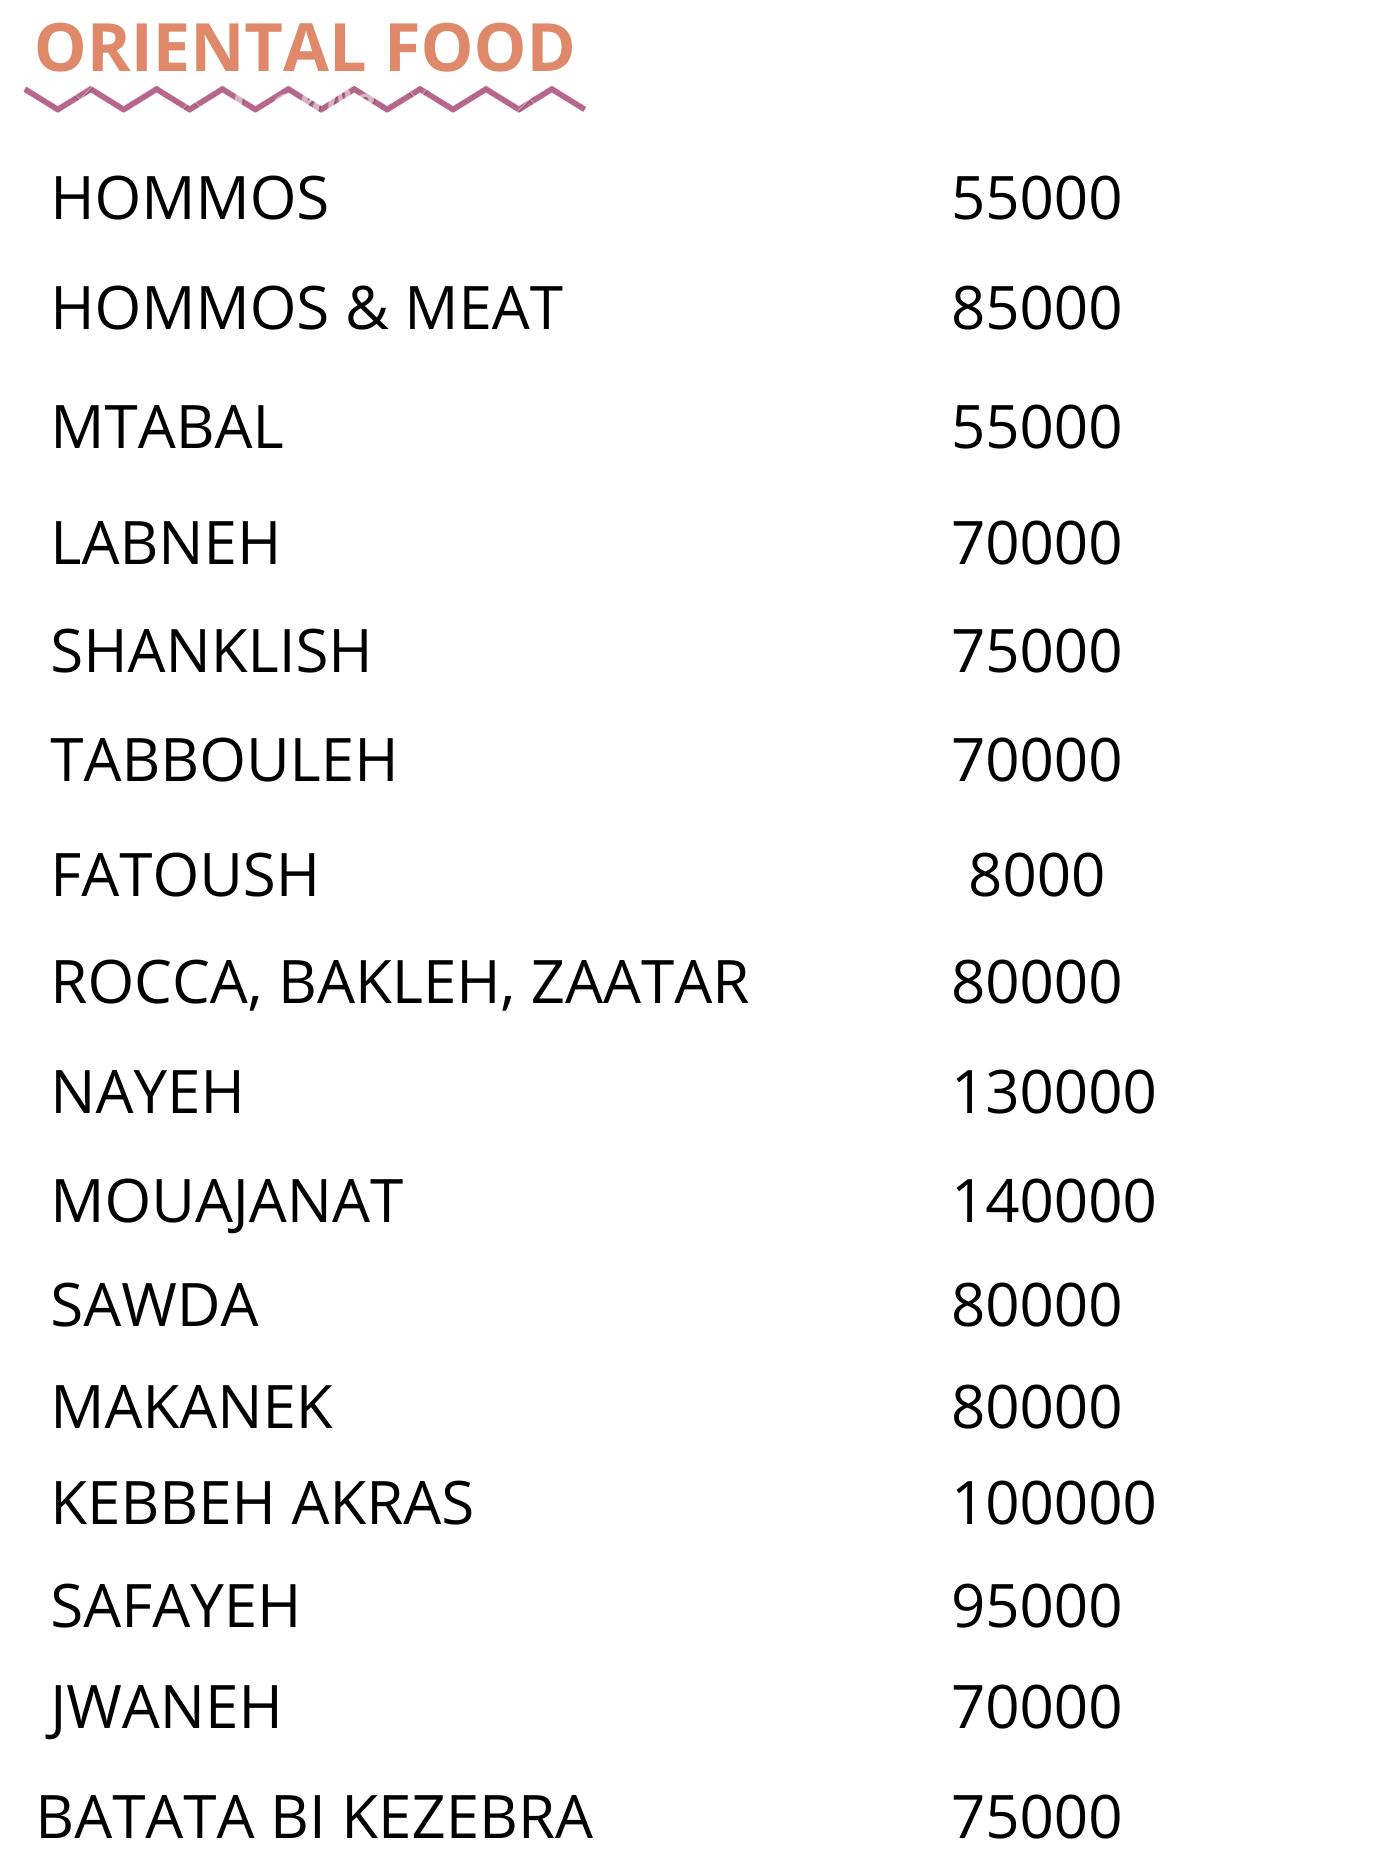 ORIENTAL FOOD
HOMMOS 55000
HOMMOS & MEAT 85000
MTABAL 55000
LABNEH 70000
SHANKLISH 75000
TABBOULEH 70000
FATOUSH 8000
ROCCA, BAKLEH, ZAATAR 80000
NAYEH 130000
MOUAJANAT 140000
SAWDA 80000
MAKANEK 80000
KEBBEH AKRAS 100000
SAFAYEH 95000
JWANEH 70000
BATATA BI KEZEBRA 75000